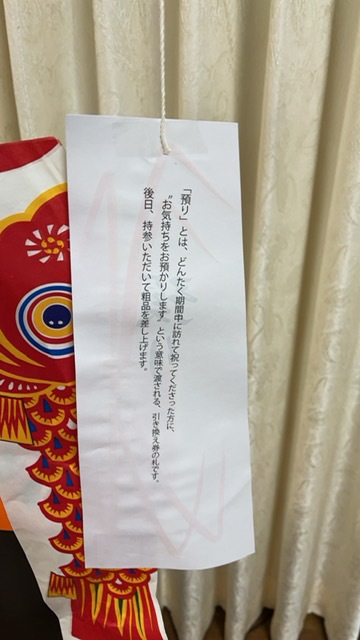 「預り」とは、どんたく期間中に訪れて祝ってくださった方に、
“お気持ちをお預かりします”という意味で渡される、引き換え券の札です。
後日、持参いただいて粗品を差し上げます。